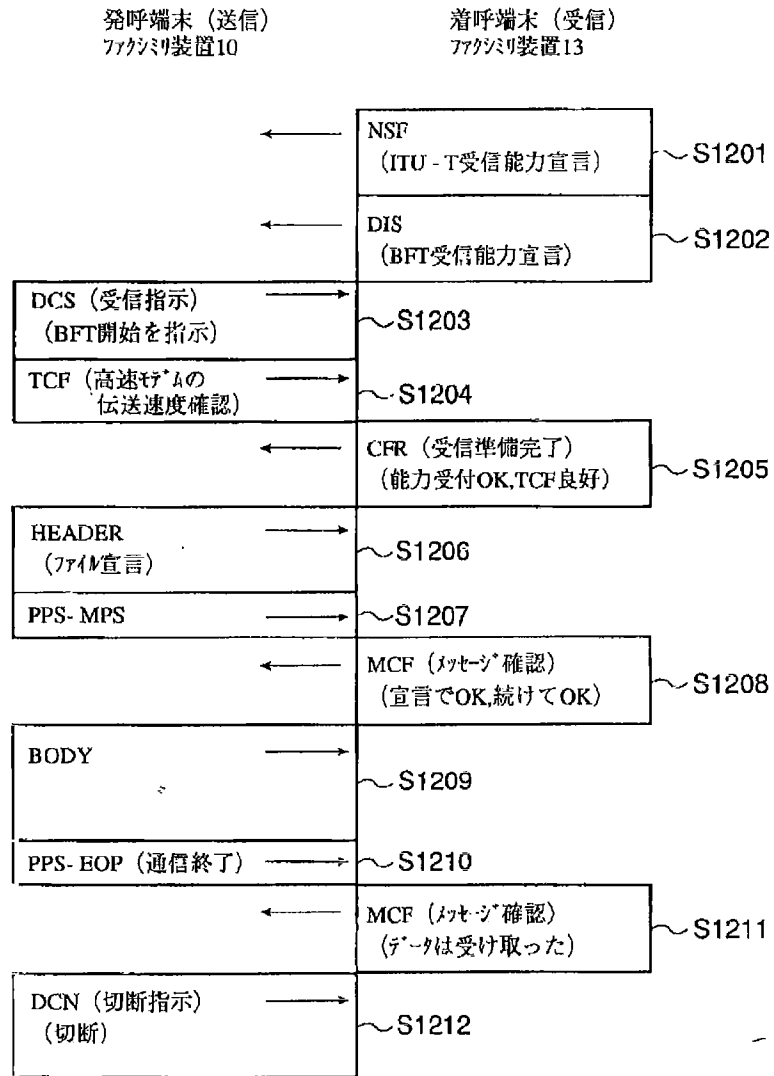 発呼端末（送信）
ﾌｧｸｼﾐﾘ装置10
着呼端末（受信）
ﾌｧｸｼﾐﾘ装置13
NSF
（ITU - T受信能力宣言）
S1201
DIS
（BFT受信能力宣言）
S1202
DCS（受信指示）
（BFT開始を指示）
S1203
TCF（高速ﾓﾃﾞﾑの
伝送速度確認）
S1204
CFR（受信準備完了）
（能力受付OK,TCF良好）
S1205
HEADER
（ﾌｧｲﾙ宣言）
S1206
PPS- MPS
S1207
MCF（ﾒｯｾｰｼﾞ確認）
（宣言でOK,続けてOK）
S1208
BODY
S1209
PPS- EOP（通信終了）
S1210
MCF（ﾒｯｾｰｼﾞ確認）
（ﾃﾞｰﾀは受け取った）
S1211
DCN（切断指示）
（切断）
S1212